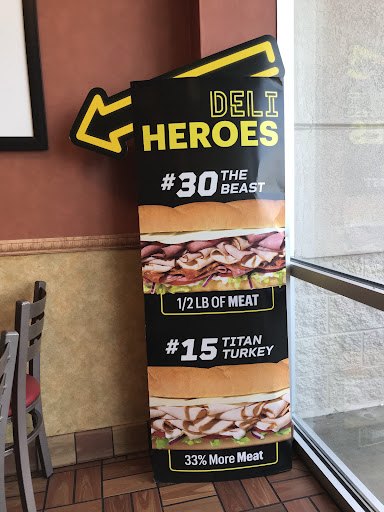 DELI
HEROES
#30 THE
BEAST
1/2 LB OF MEAT
#15 TITAN
TURKEY
33% More Meat